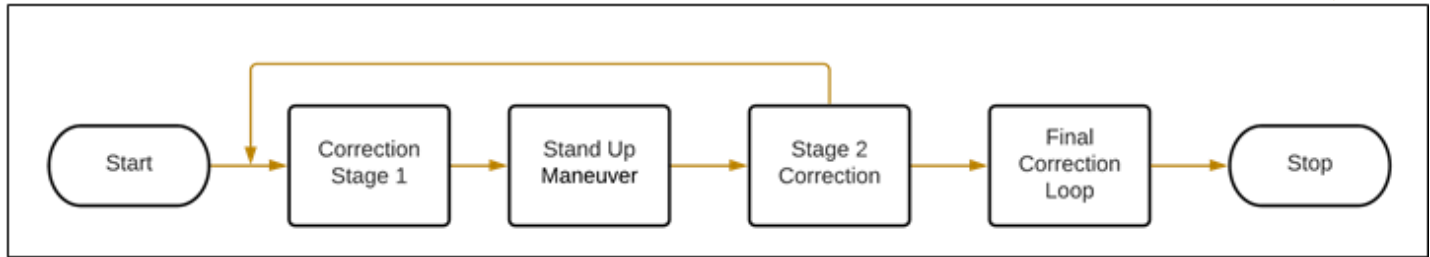 Start
Correction
Stage 1
Stand Up
Maneuver
Stage 2
Correction
Final
Correction
Loop
Stop